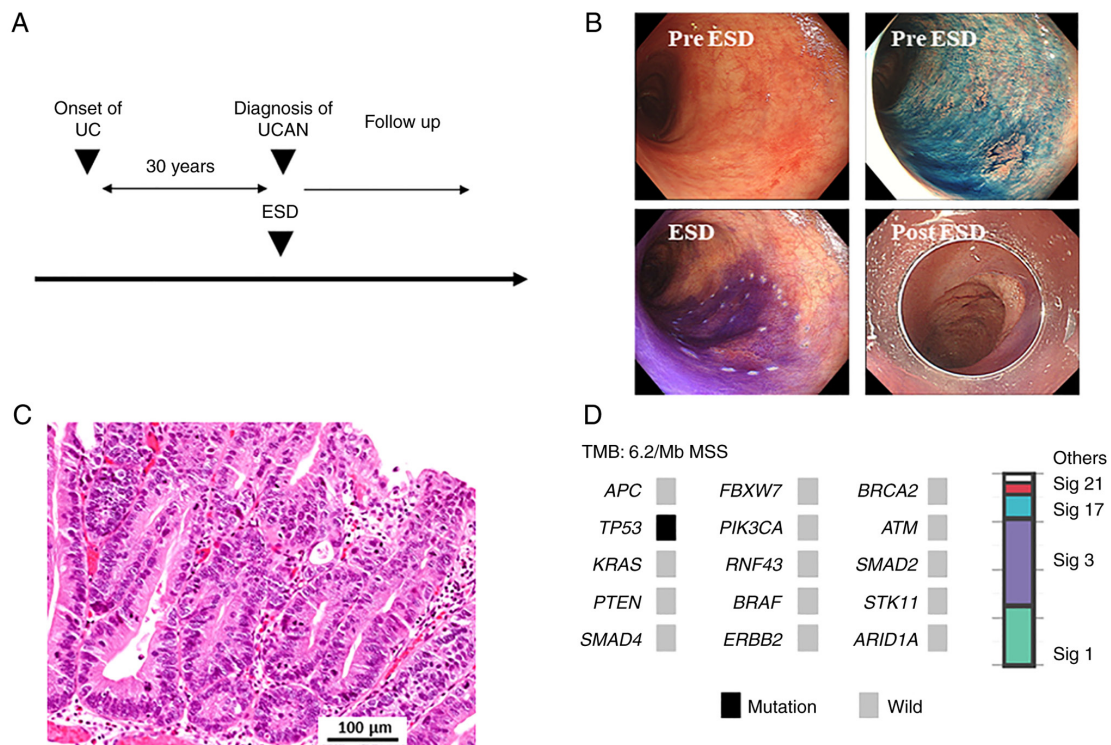 A
Onset of
UC
Diagnosis of
UCAN
Follow up
30 years
ESD
B
Pre ESD
Pre ESD
ESD
Post ESD
C
100 μm
D
TMB: 6.2/Mb MSS
APC
FBXW7
BRCA2
TP53
PIK3CA
ATM
KRAS
RNF43
SMAD2
PTEN
BRAF
STK11
SMAD4
ERBB2
ARID1A
Others
Sig 21
Sig 17
Sig 3
Sig 1
Mutation
Wild